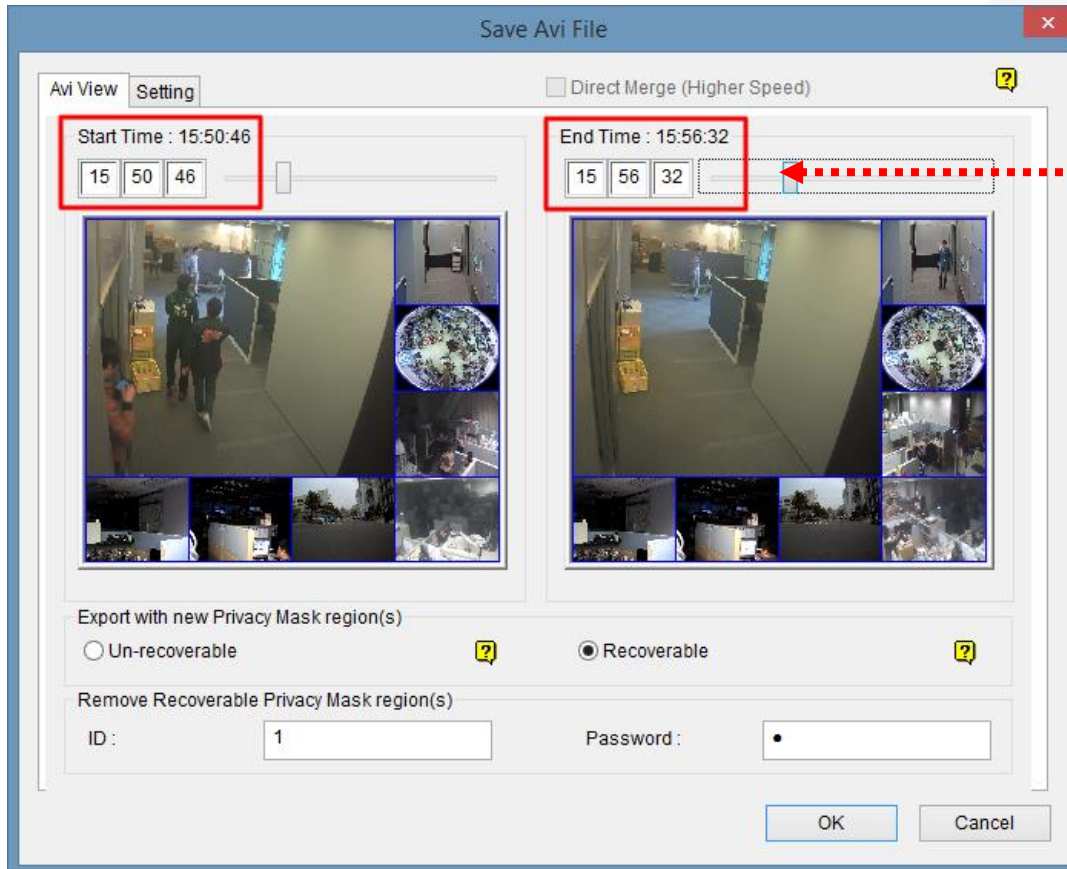 Save Avi File
Avi View
Setting
Direct Merge (Higher Speed)
Start Time : 15:50:46
15 50 46
End Time : 15:56:32
15 56 32
Export with new Privacy Mask region(s)
Un-recoverable
Recoverable
Remove Recoverable Privacy Mask region(s)
ID :
1
Password :
•
OK
Cancel